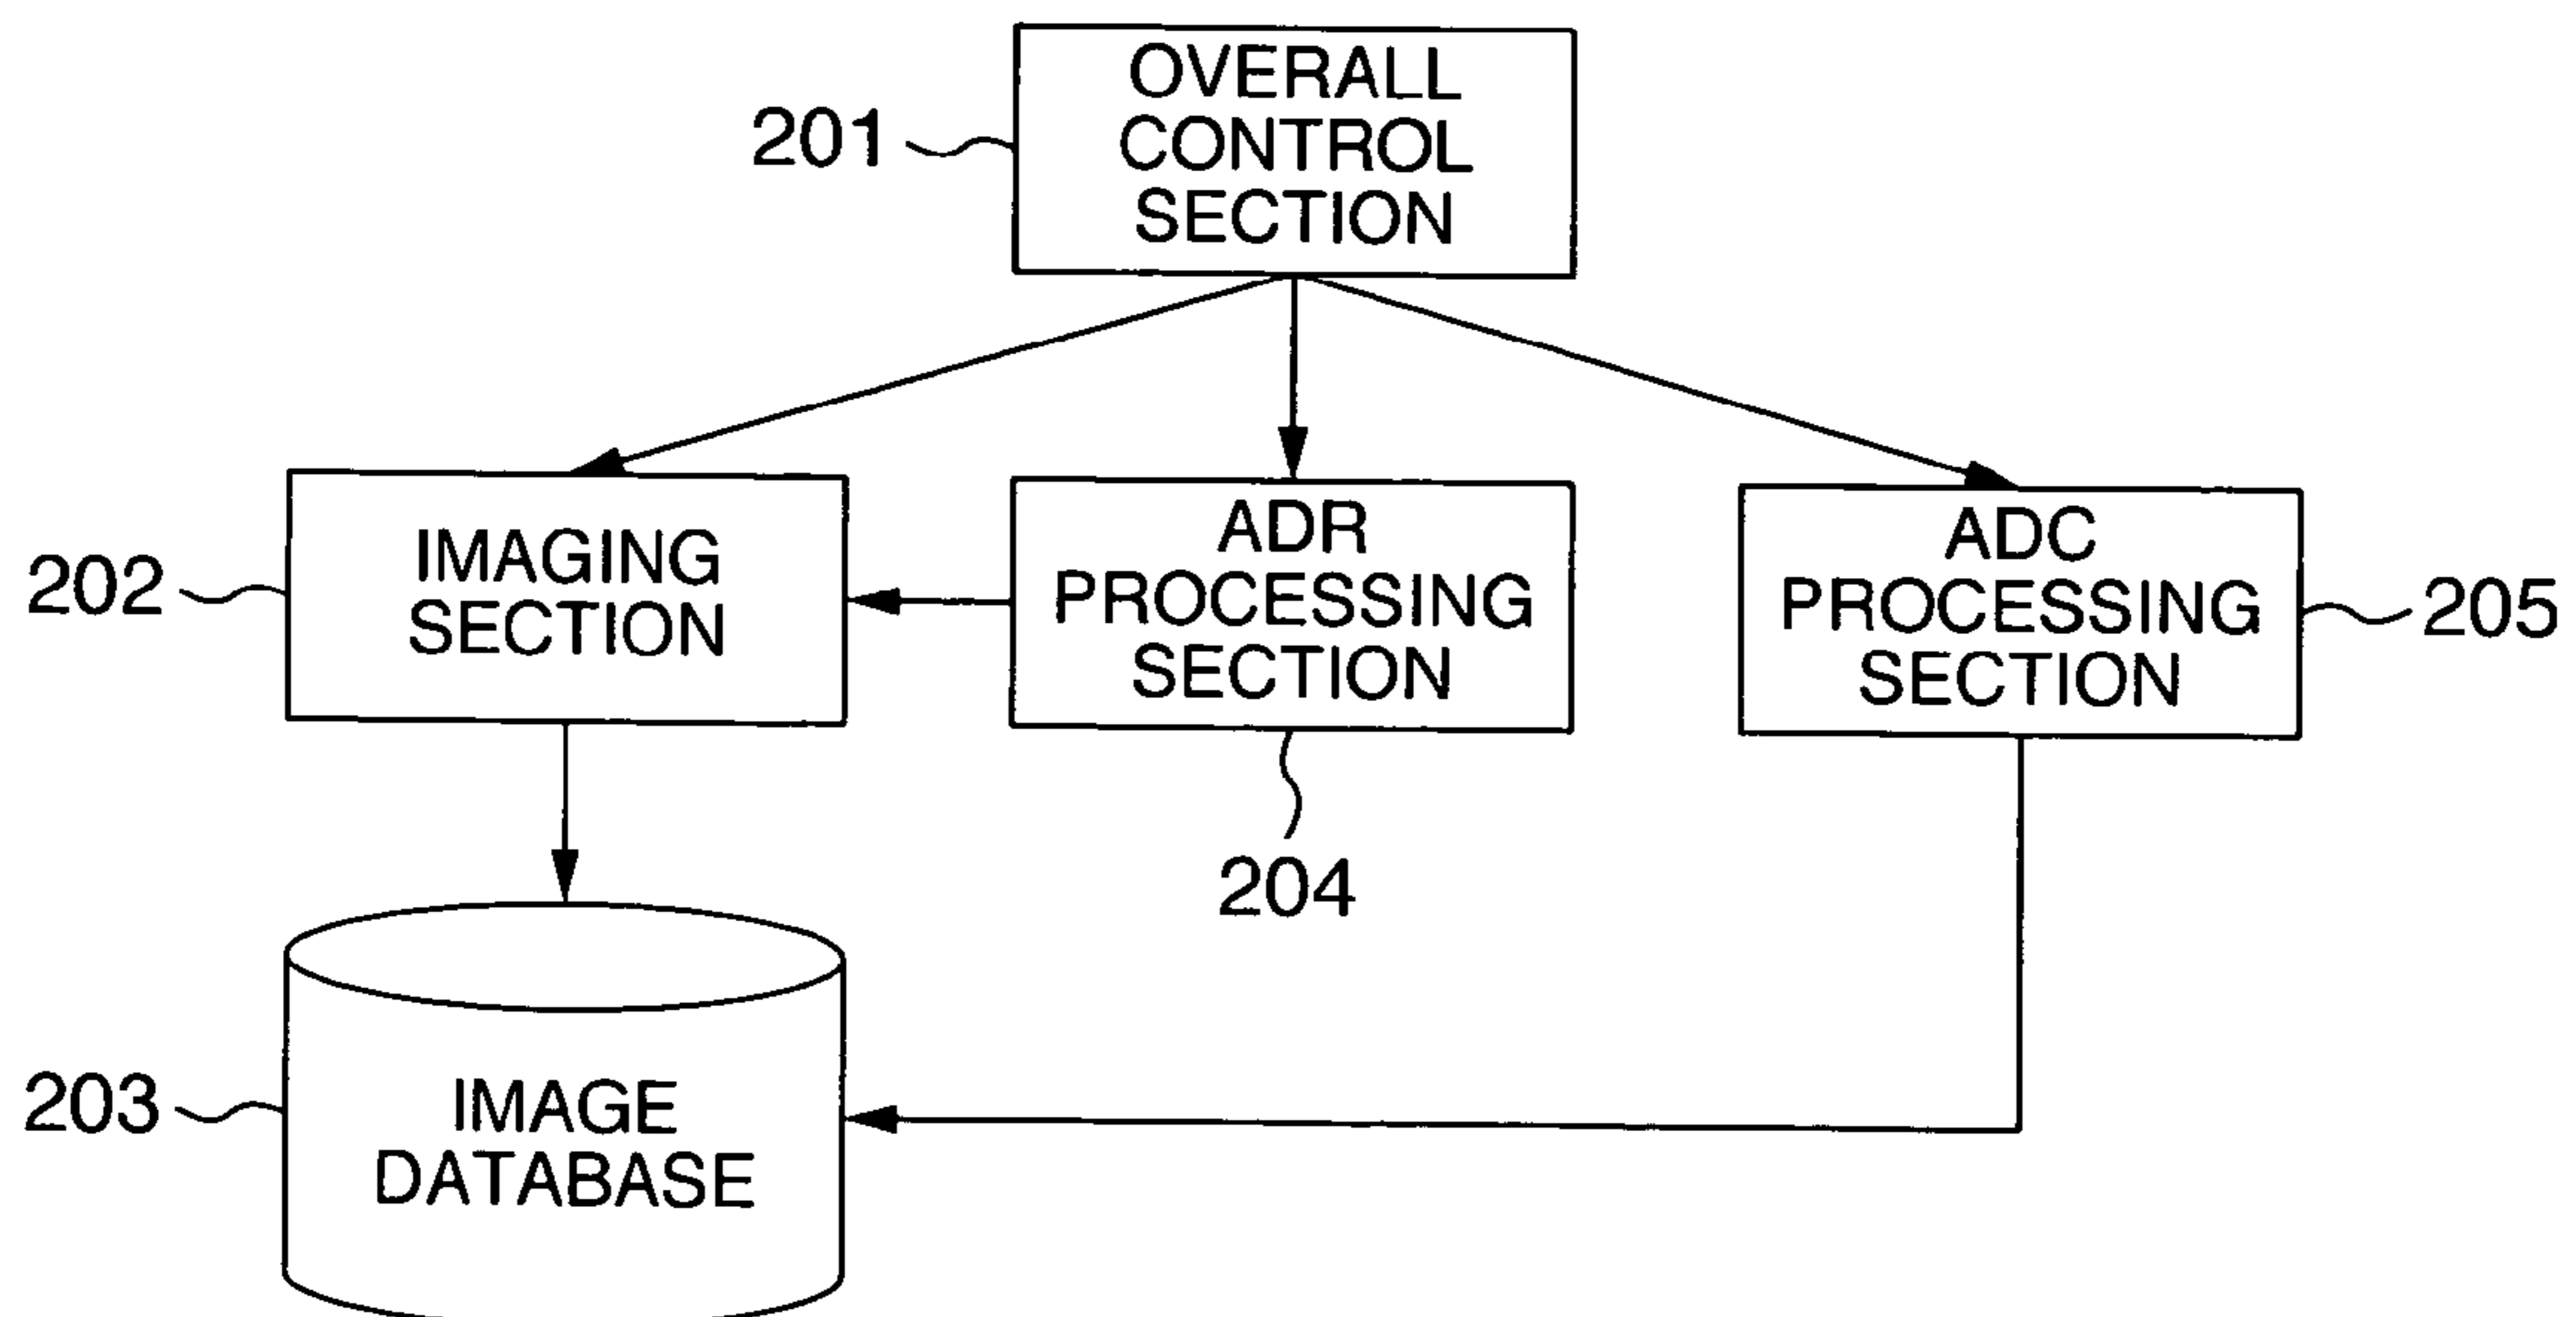 OVERALL
CONTROL
SECTION
201
IMAGING
SECTION
202
ADR
PROCESSING
SECTION
204
ADC
PROCESSING
SECTION
205
IMAGE
DATABASE
203